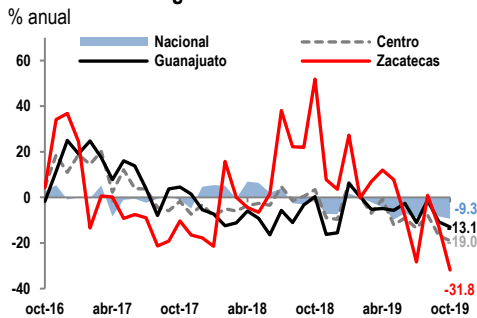 % anual
Nacional
Centro
Guanajuato
Zacatecas
60
40
20
0
-20
-40
-9.3
-13.1
-19.0
-31.8
oct-16
abr-17
oct-17
abr-18
oct-18
abr-19
oct-19